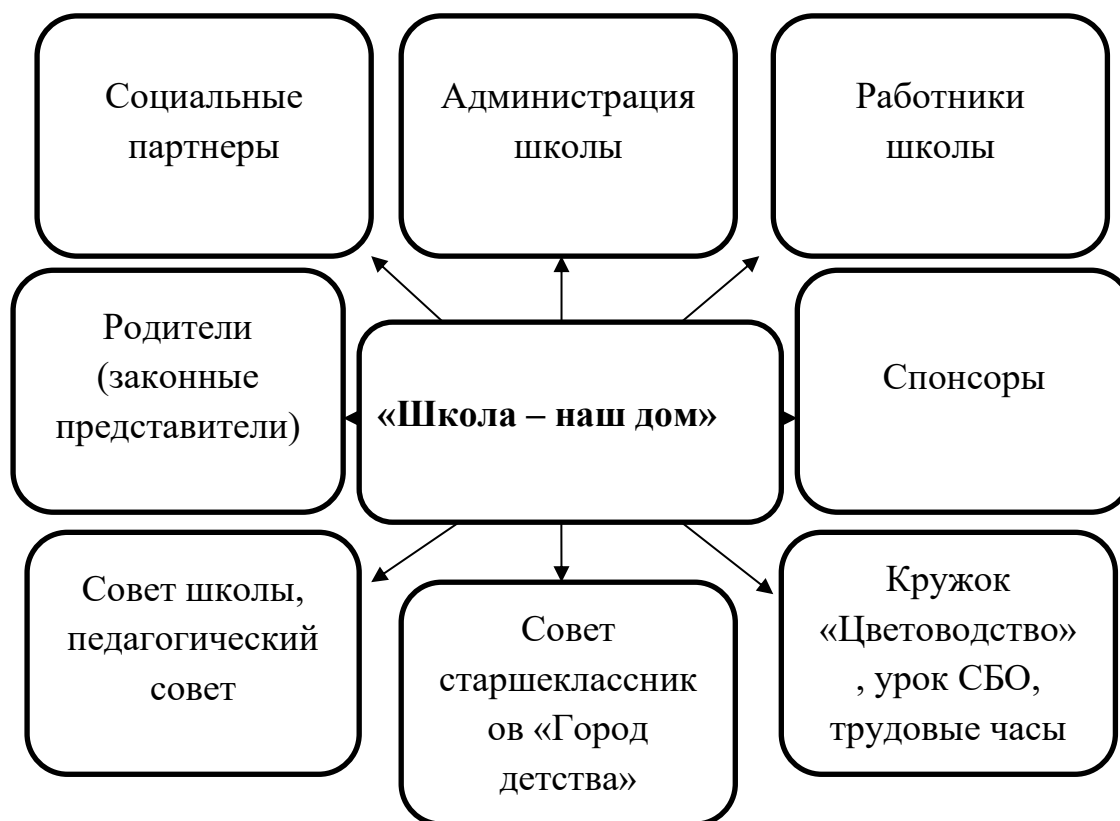 Социальные
партнеры
Администрация
школы
Работники
школы
Родители
(законные
представители)
«Школа – наш дом»
Спонсоры
Совет школы,
педагогический
совет
Совет
старшеклассник
ов «Город
детства»
Кружок
«Цветоводство»
, урок СБО,
трудовые часы